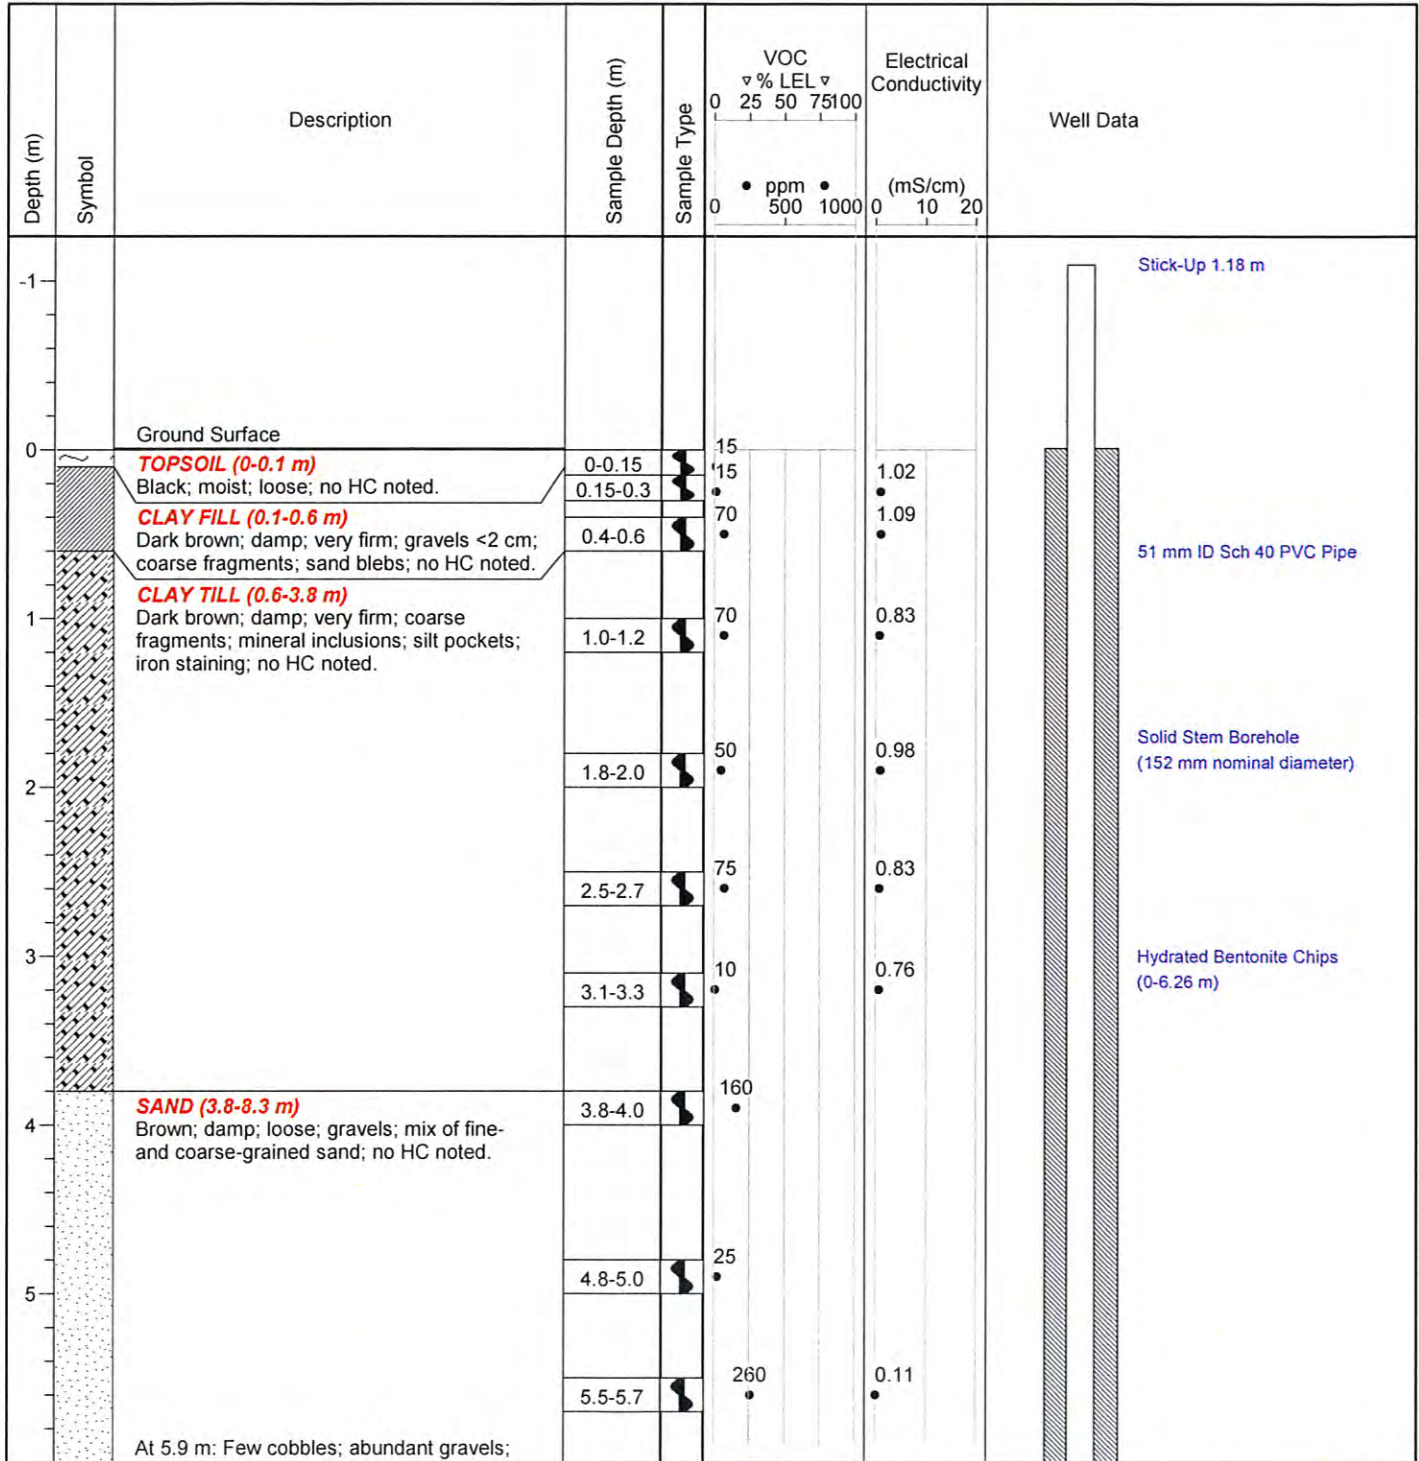 Depth (m)
Symbol
Description
Sample Depth (m)
Sample Type
VOC
▿ % LEL ▿
0 25 50 75100
• ppm •
0 500 1000
Electrical
Conductivity
(mS/cm)
0 10 20
Well Data
-1
Stick-Up 1.18 m
Ground Surface
0
15
TOPSOIL (0-0.1 m)
0-0.15
15
1.02
Black; moist; loose; no HC noted.
0.15-0.3
CLAY FILL (0.1-0.6 m)
70
1.09
Dark brown; damp; very firm; gravels <2 cm;
0.4-0.6
coarse fragments; sand blebs; no HC noted.
51 mm ID Sch 40 PVC Pipe
CLAY TILL (0.6-3.8 m)
1
Dark brown; damp; very firm; coarse
70
0.83
fragments; mineral inclusions; silt pockets;
1.0-1.2
iron staining; no HC noted.
Solid Stem Borehole
50
0.98
(152 mm nominal diameter)
1.8-2.0
2
75
0.83
2.5-2.7
3
10
0.76
Hydrated Bentonite Chips
(0-6.26 m)
3.1-3.3
160
SAND (3.8-8.3 m)
3.8-4.0
4
Brown; damp; loose; gravels; mix of fine-
and coarse-grained sand; no HC noted.
25
4.8-5.0
5
260
0.11
5.5-5.7
At 5.9 m: Few cobbles; abundant gravels;